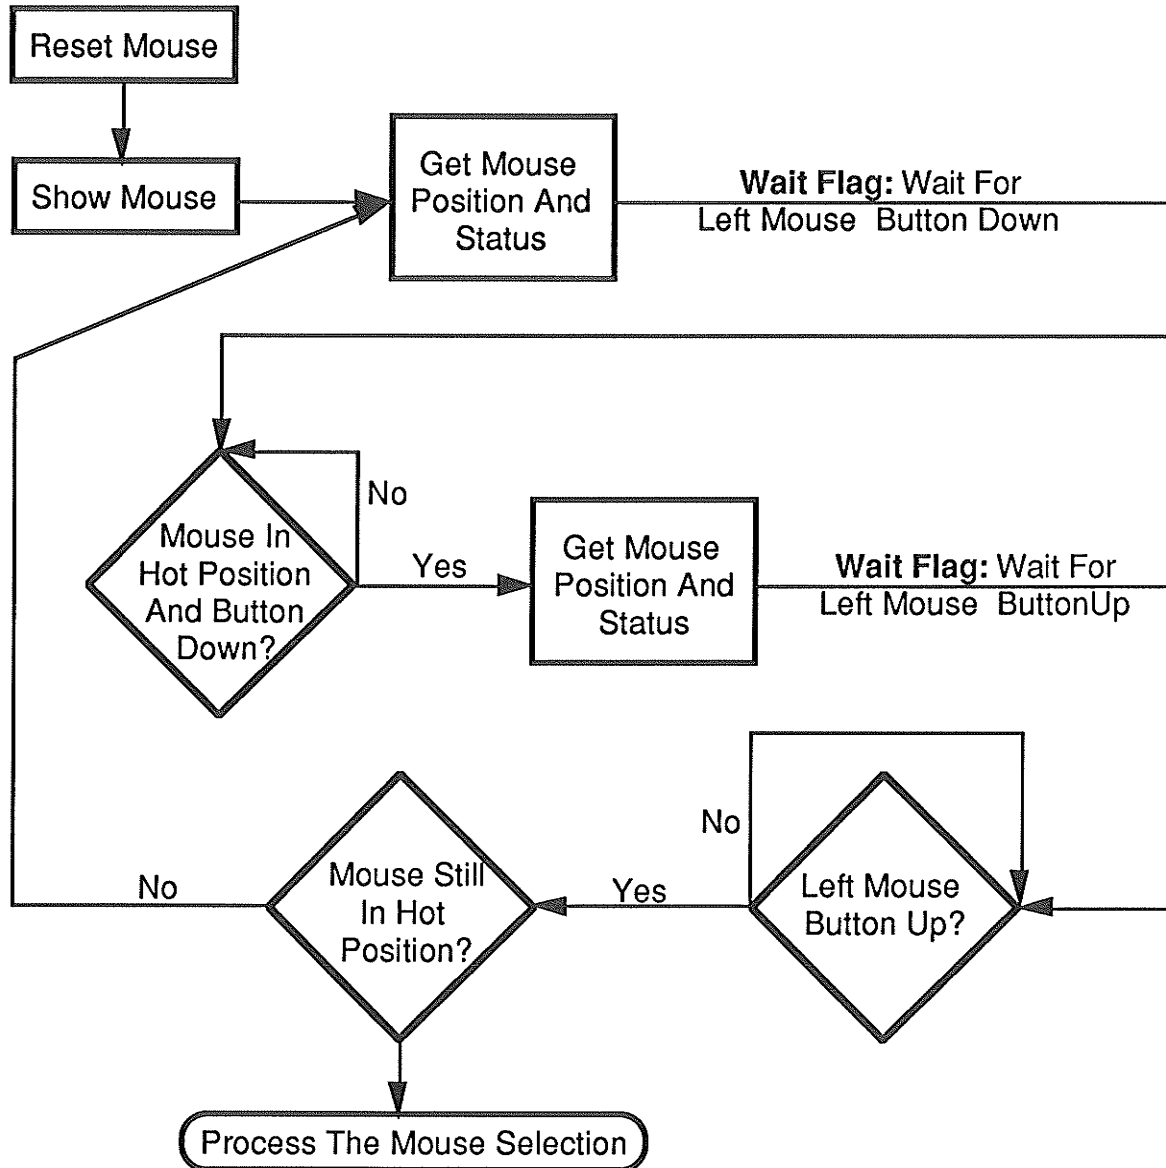 Reset Mouse
Show Mouse
Get Mouse
Position And
Status
Wait Flag: Wait For
Left Mouse Button Down
No
Mouse In
Hot Position
And Button
Down?
Yes
Get Mouse
Position And
Status
Wait Flag: Wait For
Left Mouse ButtonUp
No
Left Mouse
Button Up?
Yes
Mouse Still
In Hot
Position?
No
Process The Mouse Selection